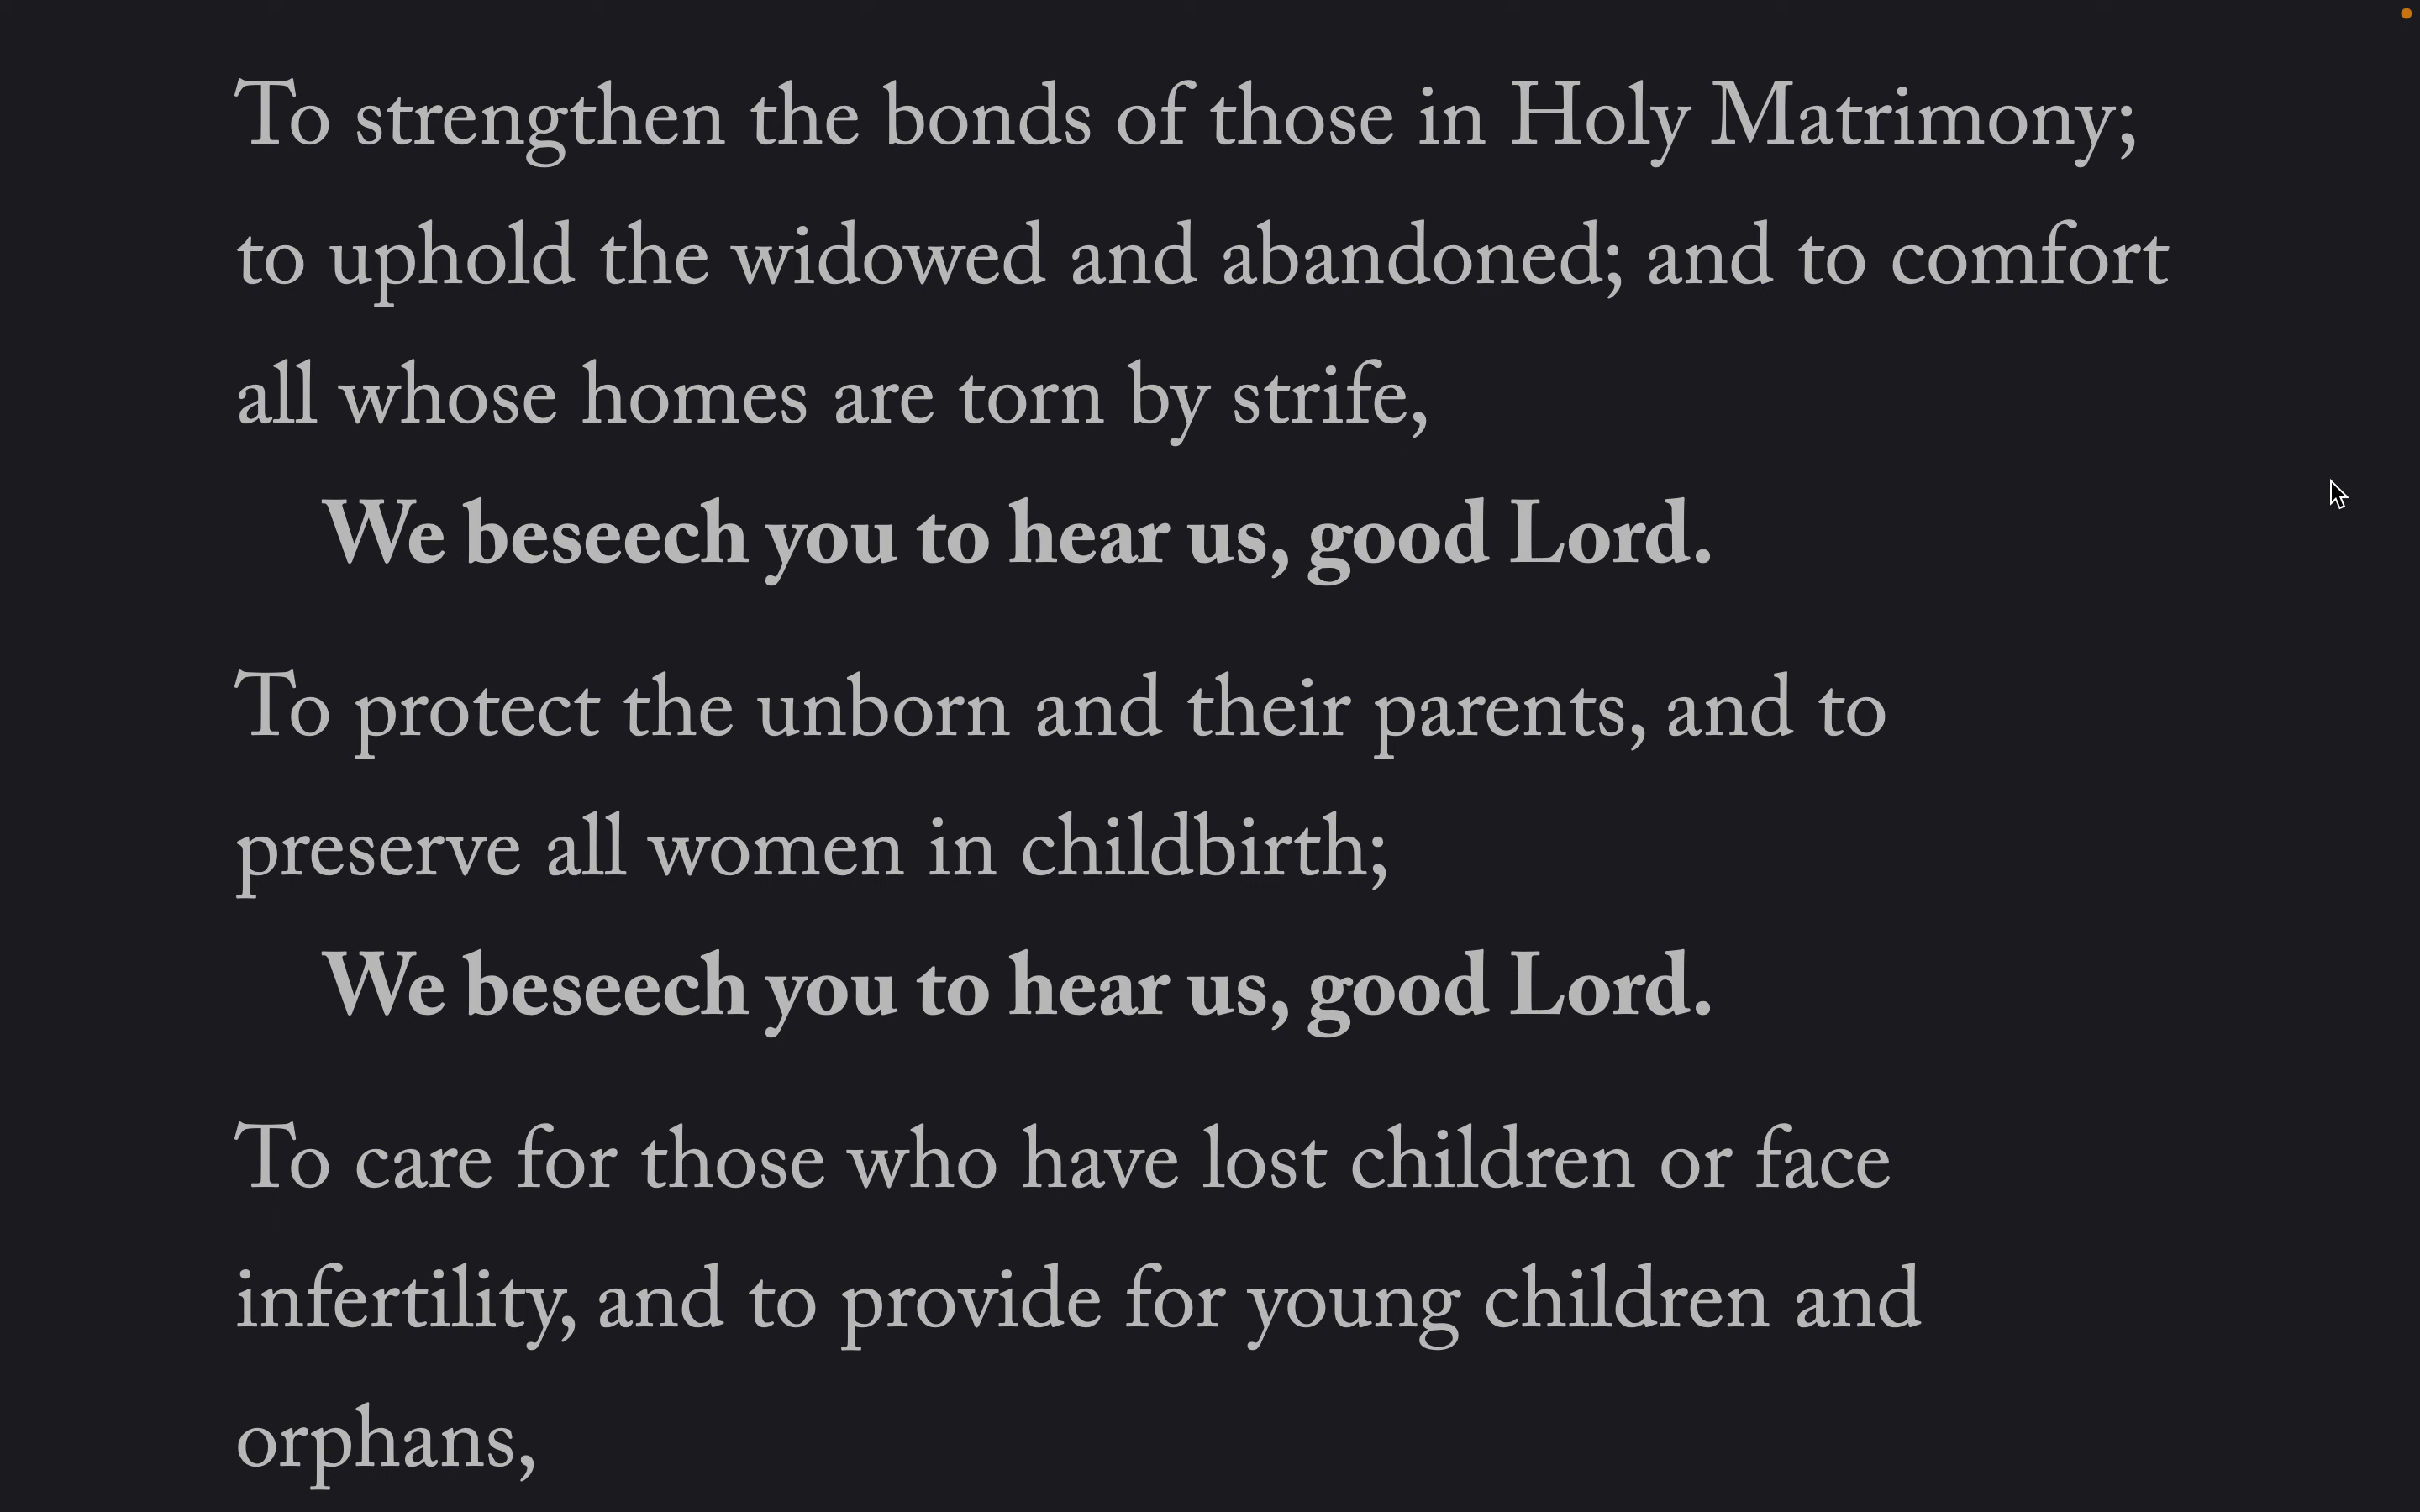 To strengthen the bonds of those in Holy Matrimony;
to uphold the widowed and abandoned; and to comfort
all whose homes are torn by strife,
We beseech you to hear us, good Lord.
To protect the unborn and their parents, and to
preserve all women in childbirth;
We beseech you to hear us, good Lord.
To care for those who have lost children or face
infertility, and to provide for young children and
orphans,